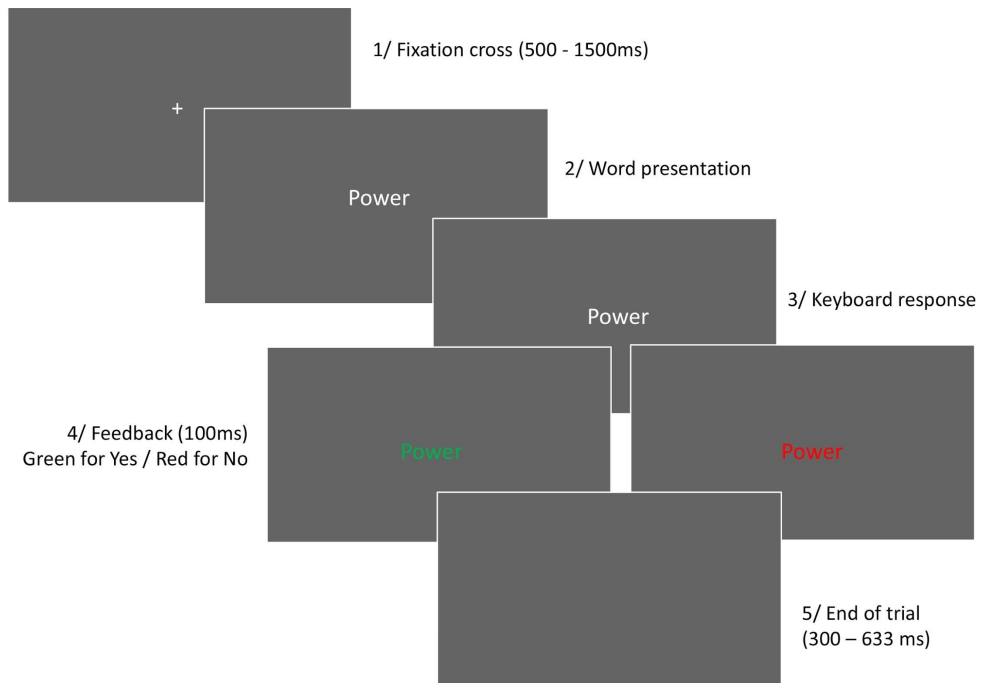 1/ Fixation cross (500 - 1500ms)
+
2/ Word presentation
Power
3/ Keyboard response
Power
4/ Feedback (100ms)
Green for Yes / Red for No
Power
Power
5/ End of trial
(300 – 633 ms)